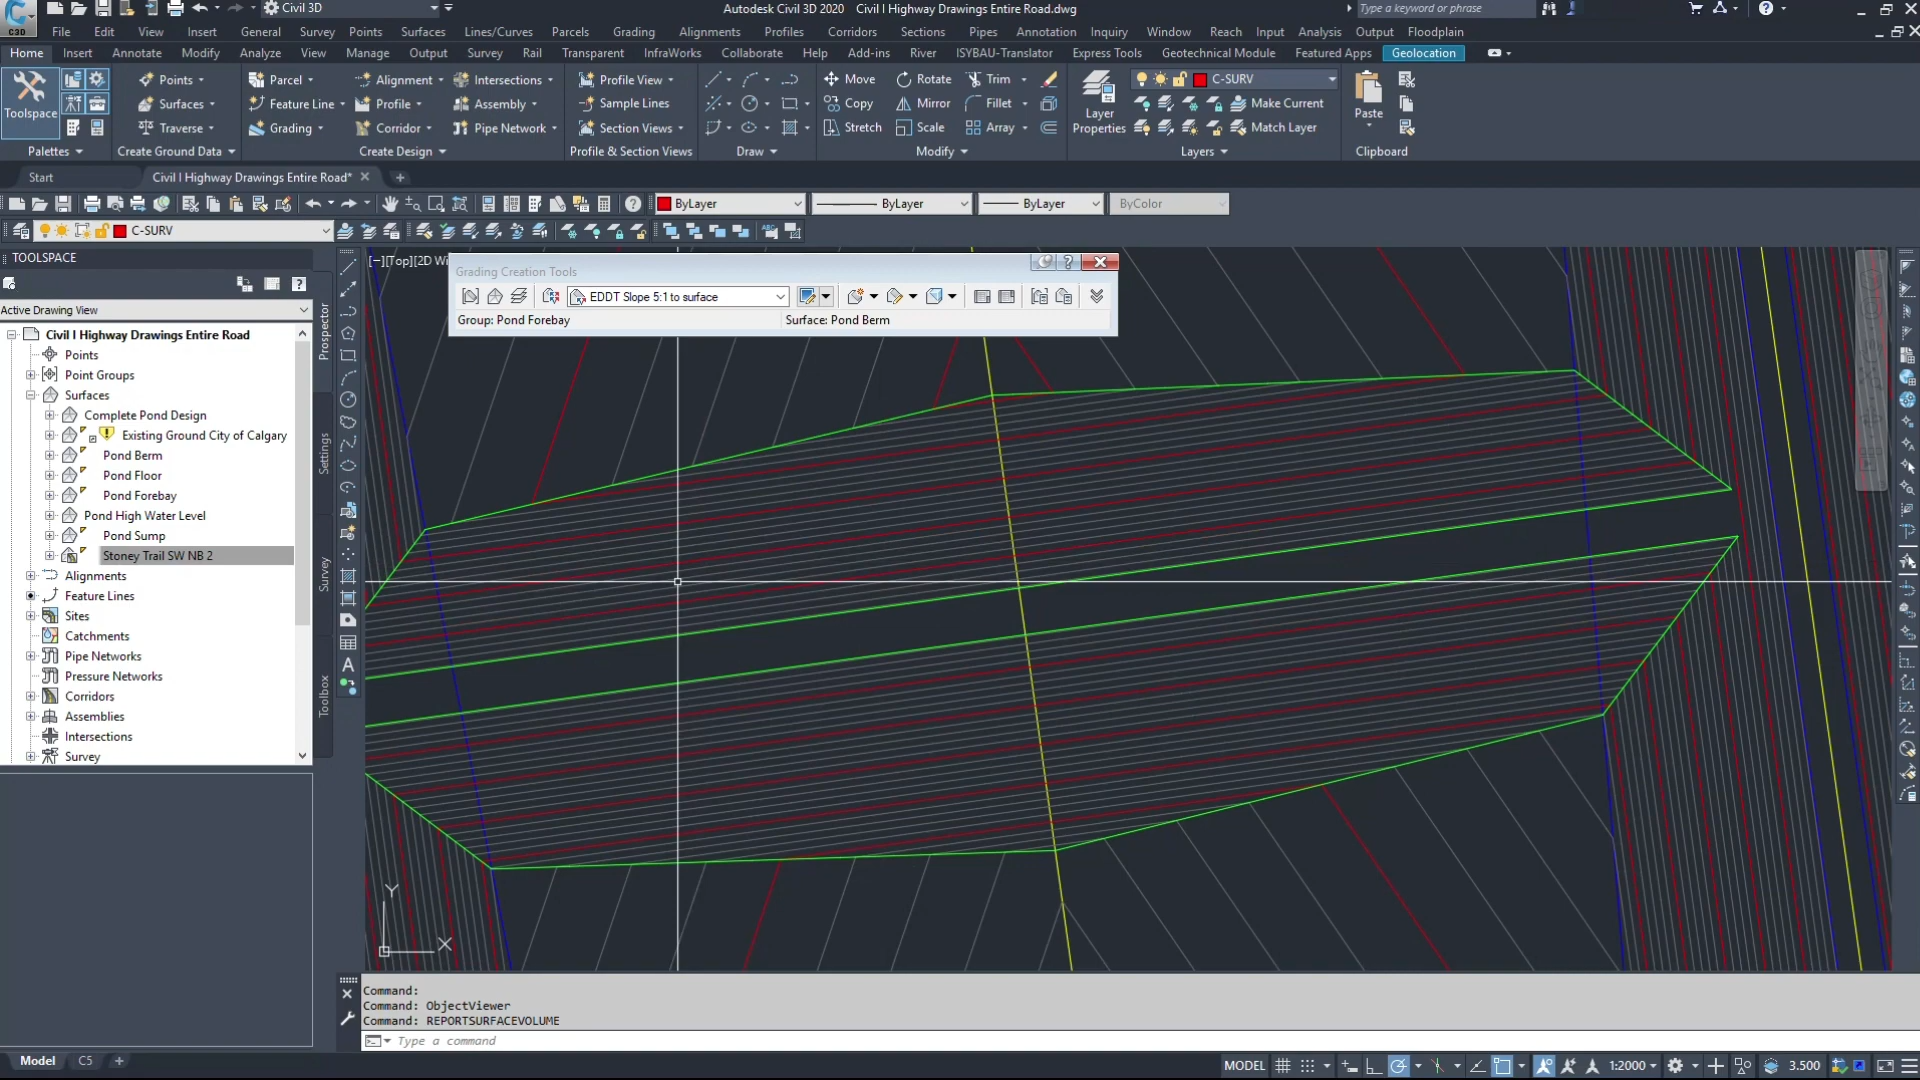 C3D
Civil 3D
Autodesk Civil 3D 2020 Civil I Highway Drawings Entire Road.dwg
Type a keyword or phrase
File Edit View Insert General Survey Points Surfaces Lines/Curves Parcels Grading Alignments Profiles Corridors Sections Pipes Annotation Inquiry Window Reach Input Analysis Output Floodplain
Home Insert Annotate Modify Analyze View Manage Output Survey Rail Transparent InfraWorks Collaborate Help Add-ins River ISYBAU-Translator Express Tools Geotechnical Module Featured Apps Geolocation
Points Parcel Alignment Intersections Profile View Move Rotate Trim C-SURV
Surfaces Feature Line Profile Assembly Sample Lines Copy Mirror Fillet Make Current
Toolspace Layer Properties Paste
Traverse Grading Corridor Pipe Network Section Views Stretch Scale Array Match Layer
Palettes Create Ground Data Create Design Profile & Section Views Draw Modify Layers Clipboard
Start Civil I Highway Drawings Entire Road*
ByLayer ByLayer ByLayer ByColor
C-SURV
TOOLSPACE
Active Drawing View
Civil I Highway Drawings Entire Road
Points
Point Groups
Surfaces
Complete Pond Design
Existing Ground City of Calgary
Pond Berm
Pond Floor
Pond Forebay
Pond High Water Level
Pond Sump
Stoney Trail SW NB 2
Alignments
Feature Lines
Sites
Catchments
Pipe Networks
Pressure Networks
Corridors
Assemblies
Intersections
Survey
Prospector
Settings
Survey
Toolbox
[−][Top][2D Wi
Grading Creation Tools
EDDT Slope 5:1 to surface
Group: Pond Forebay Surface: Pond Berm
Y
X
Command:
Command: ObjectViewer
Command: REPORTSURFACEVOLUME
Type a command
Model C5
MODEL 1:2000 3.500